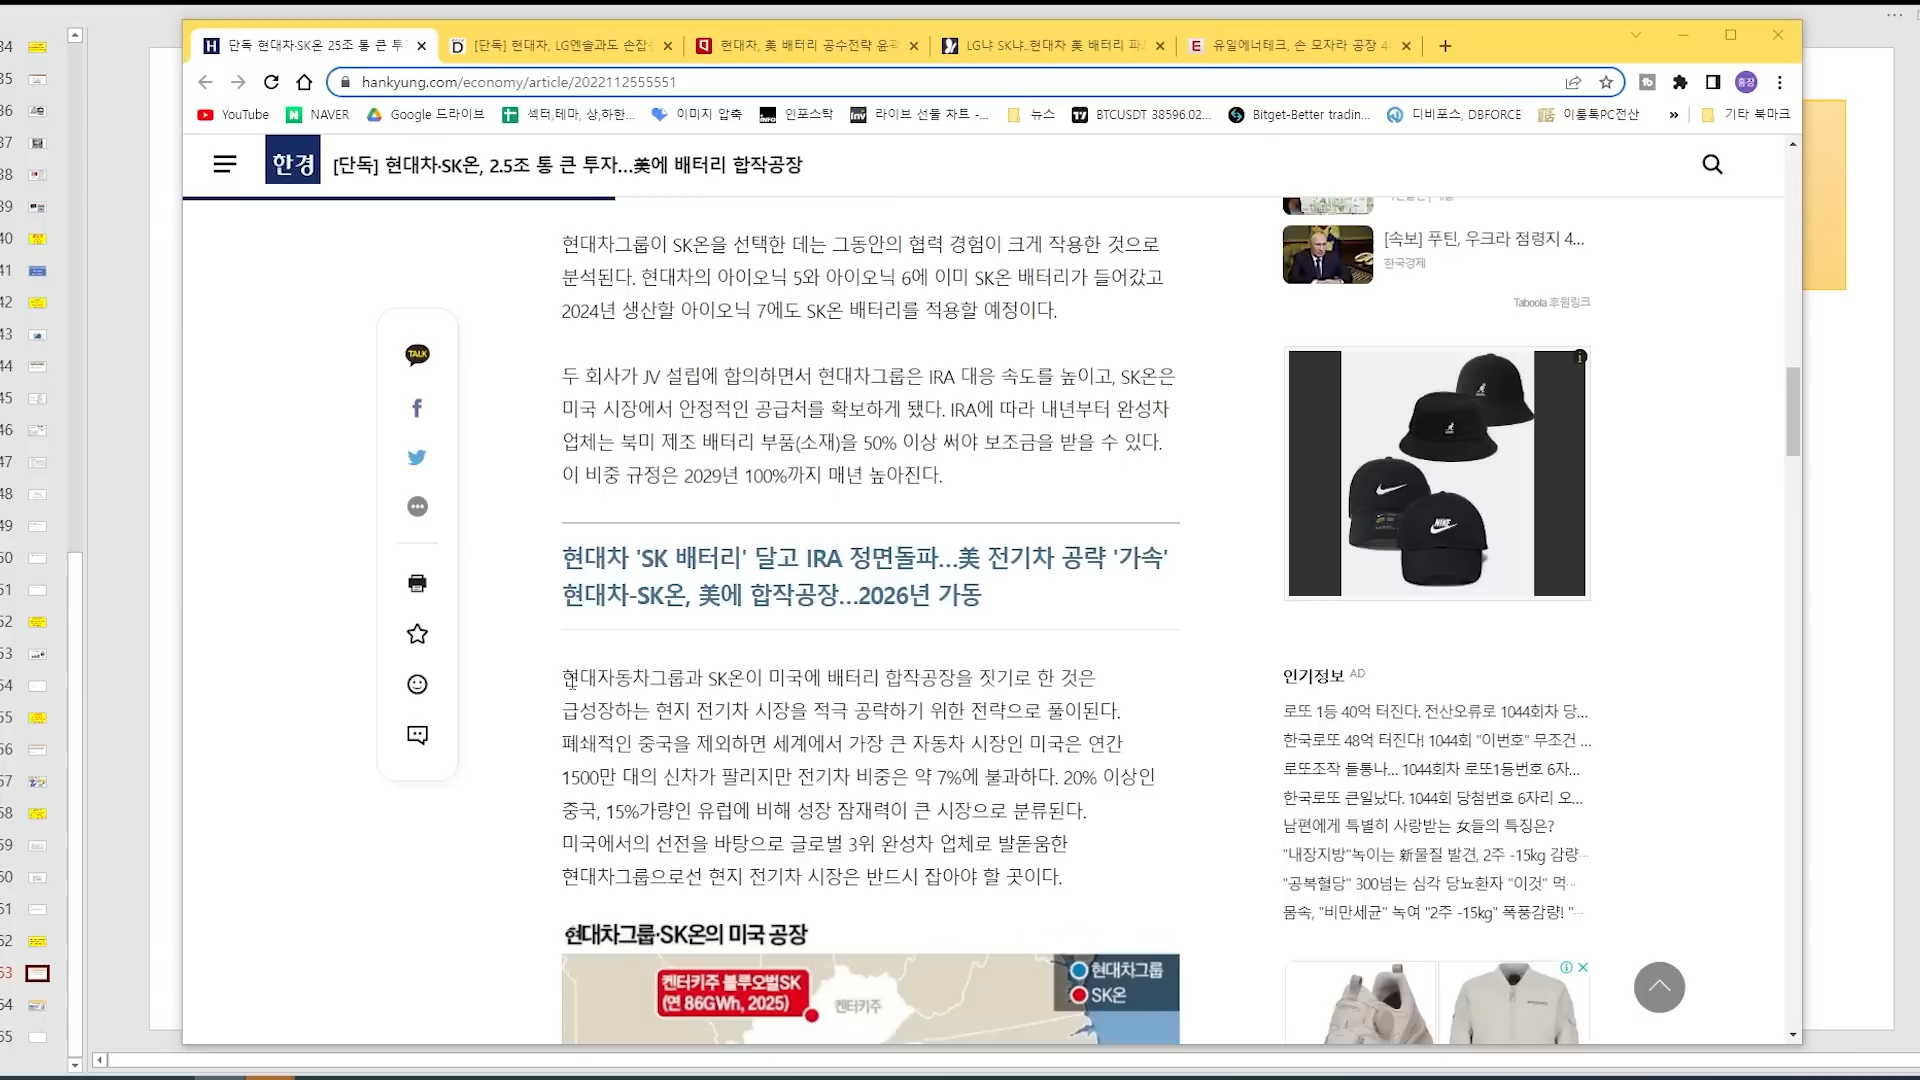 단독 현대차·SK온 25조 통 큰 투
[단독] 현대차, LG엔솔과도 손잡
현대차, 美 배터리 공수전략 윤곽
LG냐 SK냐..현대차 美 배터리 파
유일에너테크, 손 모자라 공장 4
hankyung.com/economy/article/2022112555551
홍장
YouTube
NAVER
Google 드라이브
섹터,테마, 상,하한...
이미지 압축
인포스탁
라이브 선물 차트 -...
뉴스
BTCUSDT 38596.02...
Bitget-Better tradin...
디비포스, DBFORCE
이룸톡PC전산
»
기타 북마크
한경
[단독] 현대차·SK온, 2.5조 통 큰 투자...美에 배터리 합작공장
현대차그룹이 SK온을 선택한 데는 그동안의 협력 경험이 크게 작용한 것으로
분석된다. 현대차의 아이오닉 5와 아이오닉 6에 이미 SK온 배터리가 들어갔고
2024년 생산할 아이오닉 7에도 SK온 배터리를 적용할 예정이다.
두 회사가 JV 설립에 합의하면서 현대차그룹은 IRA 대응 속도를 높이고, SK온은
미국 시장에서 안정적인 공급처를 확보하게 됐다. IRA에 따라 내년부터 완성차
업체는 북미 제조 배터리 부품(소재)을 50% 이상 써야 보조금을 받을 수 있다.
이 비중 규정은 2029년 100%까지 매년 높아진다.
현대차 'SK 배터리' 달고 IRA 정면돌파...美 전기차 공략 '가속'
현대차-SK온, 美에 합작공장...2026년 가동
현대자동차그룹과 SK온이 미국에 배터리 합작공장을 짓기로 한 것은
급성장하는 현지 전기차 시장을 적극 공략하기 위한 전략으로 풀이된다.
폐쇄적인 중국을 제외하면 세계에서 가장 큰 자동차 시장인 미국은 연간
1500만 대의 신차가 팔리지만 전기차 비중은 약 7%에 불과하다. 20% 이상인
중국, 15%가량인 유럽에 비해 성장 잠재력이 큰 시장으로 분류된다.
미국에서의 선전을 바탕으로 글로벌 3위 완성차 업체로 발돋움한
현대차그룹으로선 현지 전기차 시장은 반드시 잡아야 할 곳이다.
현대차그룹·SK온의 미국 공장
켄터키주 블루오벌SK
(연 86GWh, 2025)
켄터키주
현대차그룹
SK온
TALK
[속보] 푸틴, 우크라 점령지 4...
한국경제
Taboola 후원링크
NIKE
인기정보 AD
로또 1등 40억 터진다. 전산오류로 1044회차 당...
한국로또 48억 터진다! 1044회 "이번호" 무조건 ...
로또조작 들통나... 1044회차 로또1등번호 6자...
한국로또 큰일났다. 1044회 당첨번호 6자리 오...
남편에게 특별히 사랑받는 女들의 특징은?
"내장지방"녹이는 新물질 발견, 2주 -15kg 감량...
"공복혈당" 300넘는 심각 당뇨환자 "이것" 먹...
몸속, "비만세균" 녹여 "2주 -15kg" 폭풍감량! "...
34
35
36
37
38
39
40
41
42
43
44
45
46
47
48
49
50
51
52
53
54
55
56
57
58
59
60
61
62
63
64
65